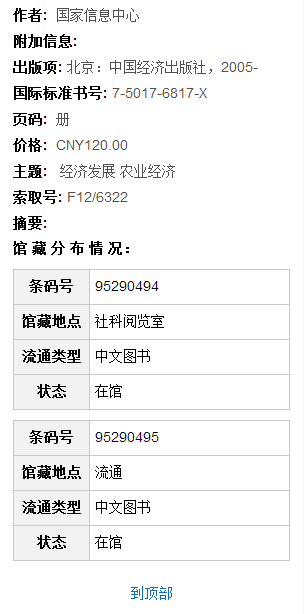 作者: 国家信息中心
附加信息:
出版项: 北京：中国经济出版社，2005-
国际标准书号: 7-5017-6817-X
页码: 册
价格: CNY120.00
主题: 经济发展 农业经济
索取号: F12/6322
摘要:
馆 藏 分 布 情 况：
条码号 95290494
馆藏地点 社科阅览室
流通类型 中文图书
状态 在馆
条码号 95290495
馆藏地点 流通
流通类型 中文图书
状态 在馆
到顶部